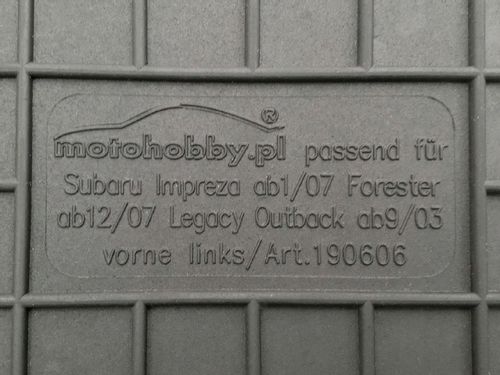 motohobby.pl® passend für
Subaru Impreza ab1/07 Forester
ab12/07 Legacy Outback ab9/03
vorne links/Art.190606